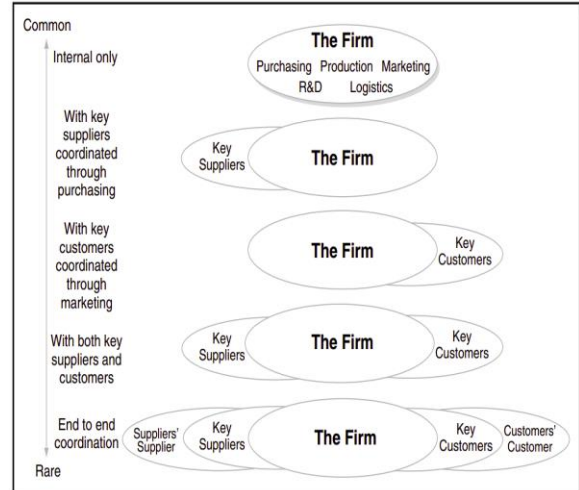 Common
Internal only
The Firm
Purchasing Production Marketing
R&D Logistics
With key
suppliers
coordinated
through
purchasing
Key
Suppliers
The Firm
With key
customers
coordinated
through
marketing
The Firm
Key
Customers
With both key
suppliers and
customers
Key
Suppliers
The Firm
Key
Customers
End to end
coordination
Suppliers'
Supplier
Key
Suppliers
The Firm
Key
Customers
Customers'
Customer
Rare